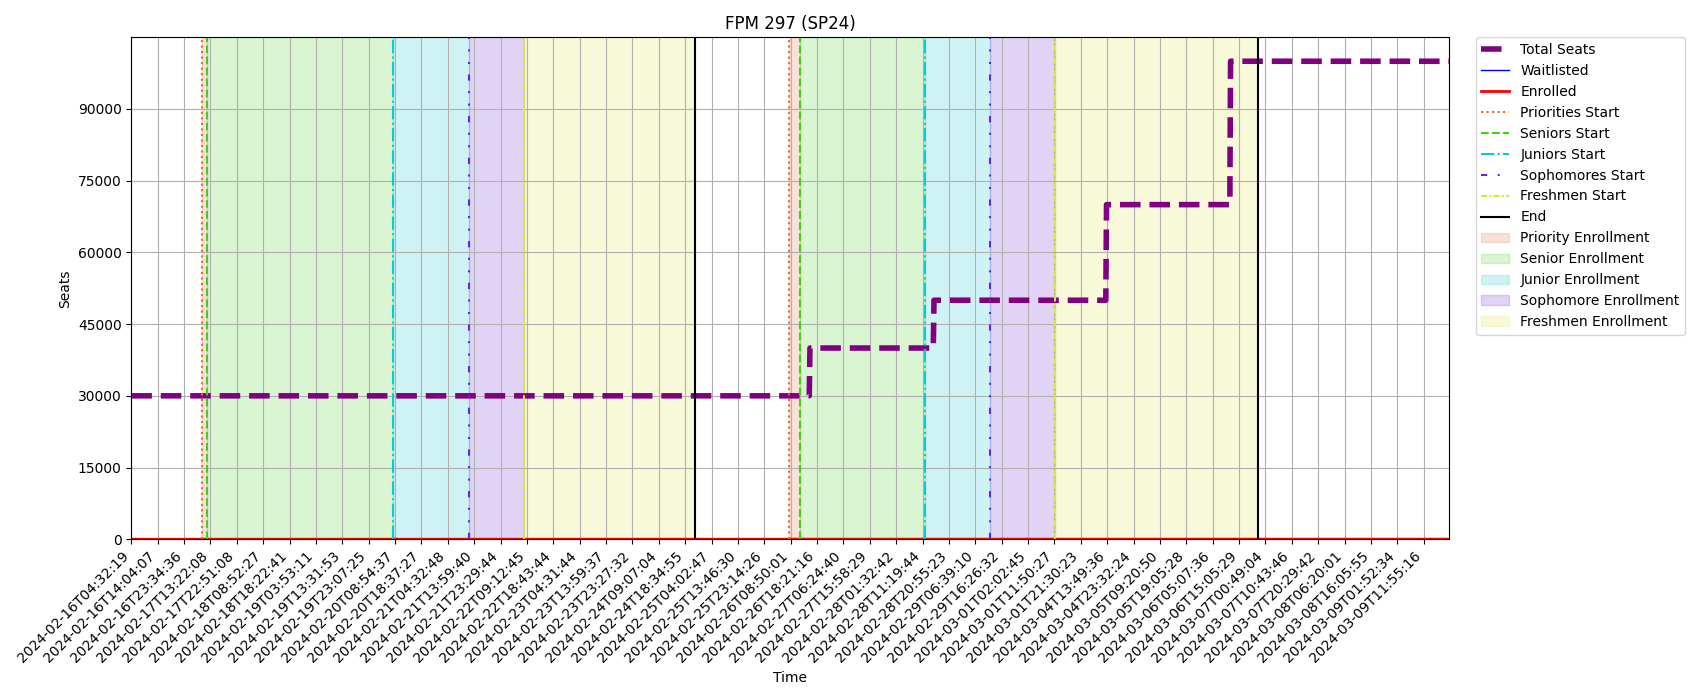 FPM 297 (SP24)
Seats
90000
75000
60000
45000
30000
15000
0
2024-02-16T04:32:19
2024-02-16T14:04:07
2024-02-16T23:34:36
2024-02-17T13:22:08
2024-02-17T22:51:08
2024-02-18T08:52:27
2024-02-18T18:22:41
2024-02-19T03:53:11
2024-02-19T13:31:53
2024-02-19T23:07:25
2024-02-20T08:54:37
2024-02-20T18:37:27
2024-02-21T04:32:48
2024-02-21T13:59:40
2024-02-21T23:29:44
2024-02-22T09:12:45
2024-02-22T18:43:44
2024-02-23T04:31:44
2024-02-23T13:59:37
2024-02-23T23:27:32
2024-02-24T09:07:04
2024-02-24T18:34:55
2024-02-25T04:02:47
2024-02-25T13:46:30
2024-02-25T23:14:26
2024-02-26T08:50:01
2024-02-26T18:21:16
2024-02-27T06:24:40
2024-02-27T15:58:29
2024-02-28T01:32:42
2024-02-28T11:19:44
2024-02-28T20:55:23
2024-02-29T06:39:10
2024-02-29T16:26:32
2024-03-01T02:02:45
2024-03-01T11:50:27
2024-03-01T21:30:23
2024-03-04T13:49:36
2024-03-04T23:32:24
2024-03-05T09:20:50
2024-03-05T19:05:28
2024-03-06T05:07:36
2024-03-06T15:05:29
2024-03-07T00:49:04
2024-03-07T10:43:46
2024-03-07T20:29:42
2024-03-08T06:20:01
2024-03-08T16:05:55
2024-03-09T01:52:34
2024-03-09T11:55:16
Time
Total Seats
Waitlisted
Enrolled
Priorities Start
Seniors Start
Juniors Start
Sophomores Start
Freshmen Start
End
Priority Enrollment
Senior Enrollment
Junior Enrollment
Sophomore Enrollment
Freshmen Enrollment